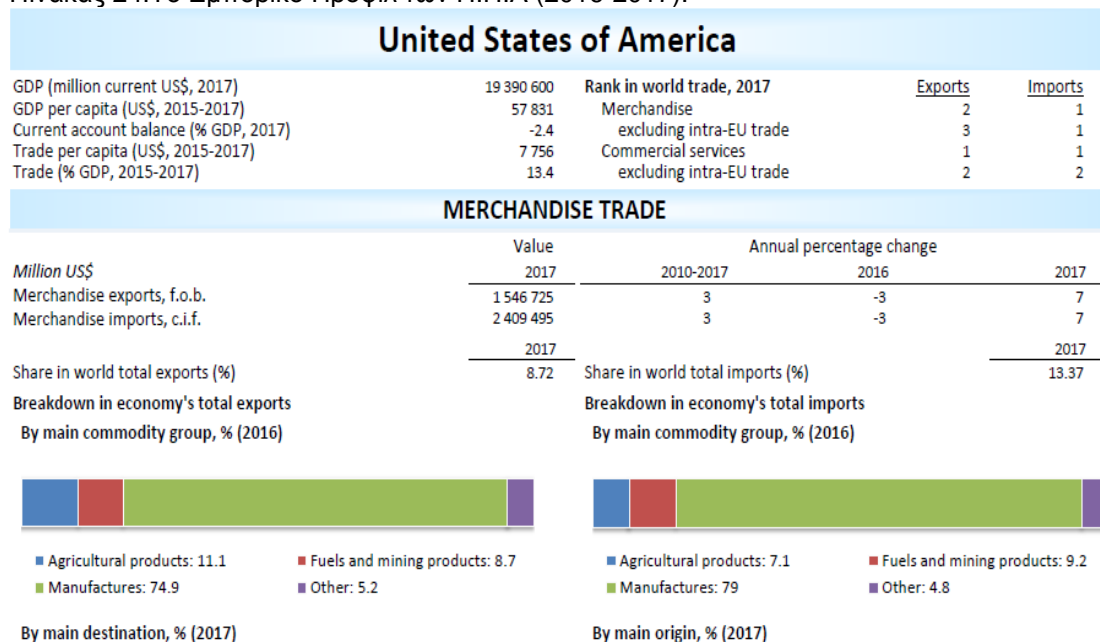 Πίνακας Εμπορικό Προφίλ των Η.Π.Α
United States of America
GDP (million current US$, 2017) 19 390 600
GDP per capita (US$, 2015-2017) 57 831
Current account balance (% GDP, 2017) -2.4
Trade per capita (US$, 2015-2017) 7 756
Trade (% GDP, 2015-2017) 13.4
Rank in world trade, 2017 Exports Imports
Merchandise 2 1
excluding intra-EU trade 3 1
Commercial services 1 1
excluding intra-EU trade 2 2
MERCHANDISE TRADE
Value Annual percentage change
Million US$ 2017 2010-2017 2016 2017
Merchandise exports, f.o.b. 1 546 725 3 -3 7
Merchandise imports, c.i.f. 2 409 495 3 -3 7
2017 2017
Share in world total exports (%) 8.72 Share in world total imports (%) 13.37
Breakdown in economy's total exports
By main commodity group, % (2016)
Agricultural products: 11.1 Fuels and mining products: 8.7
Manufactures: 74.9 Other: 5.2
By main destination, % (2017)
Breakdown in economy's total imports
By main commodity group, % (2016)
Agricultural products: 7.1 Fuels and mining products: 9.2
Manufactures: 79 Other: 4.8
By main origin, % (2017)